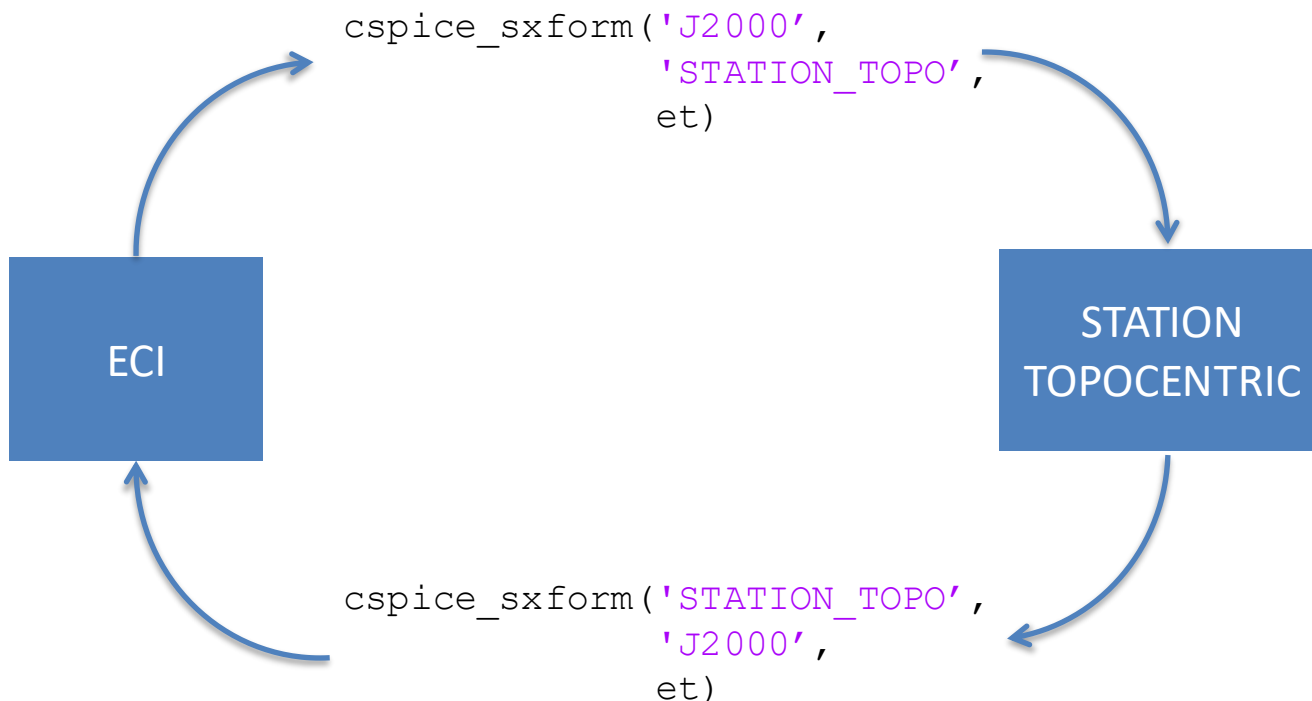 cspice_sxform('J2000’,
'STATION_TOPO’,
et)
ECI
STATION
TOPOCENTRIC
cspice_sxform('STATION_TOPO’,
'J2000’,
et)